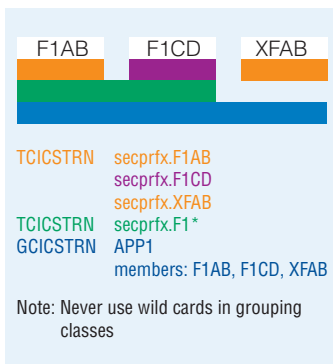 F1AB F1CD XFAB
TCICSTRN secprfx.F1AB
secprfx.F1CD
secprfx.XFAB
TCICSTRN secprfx.F1*
GCICSTRN APP1
members: F1AB, F1CD, XFAB
Note: Never use wild cards in grouping
classes